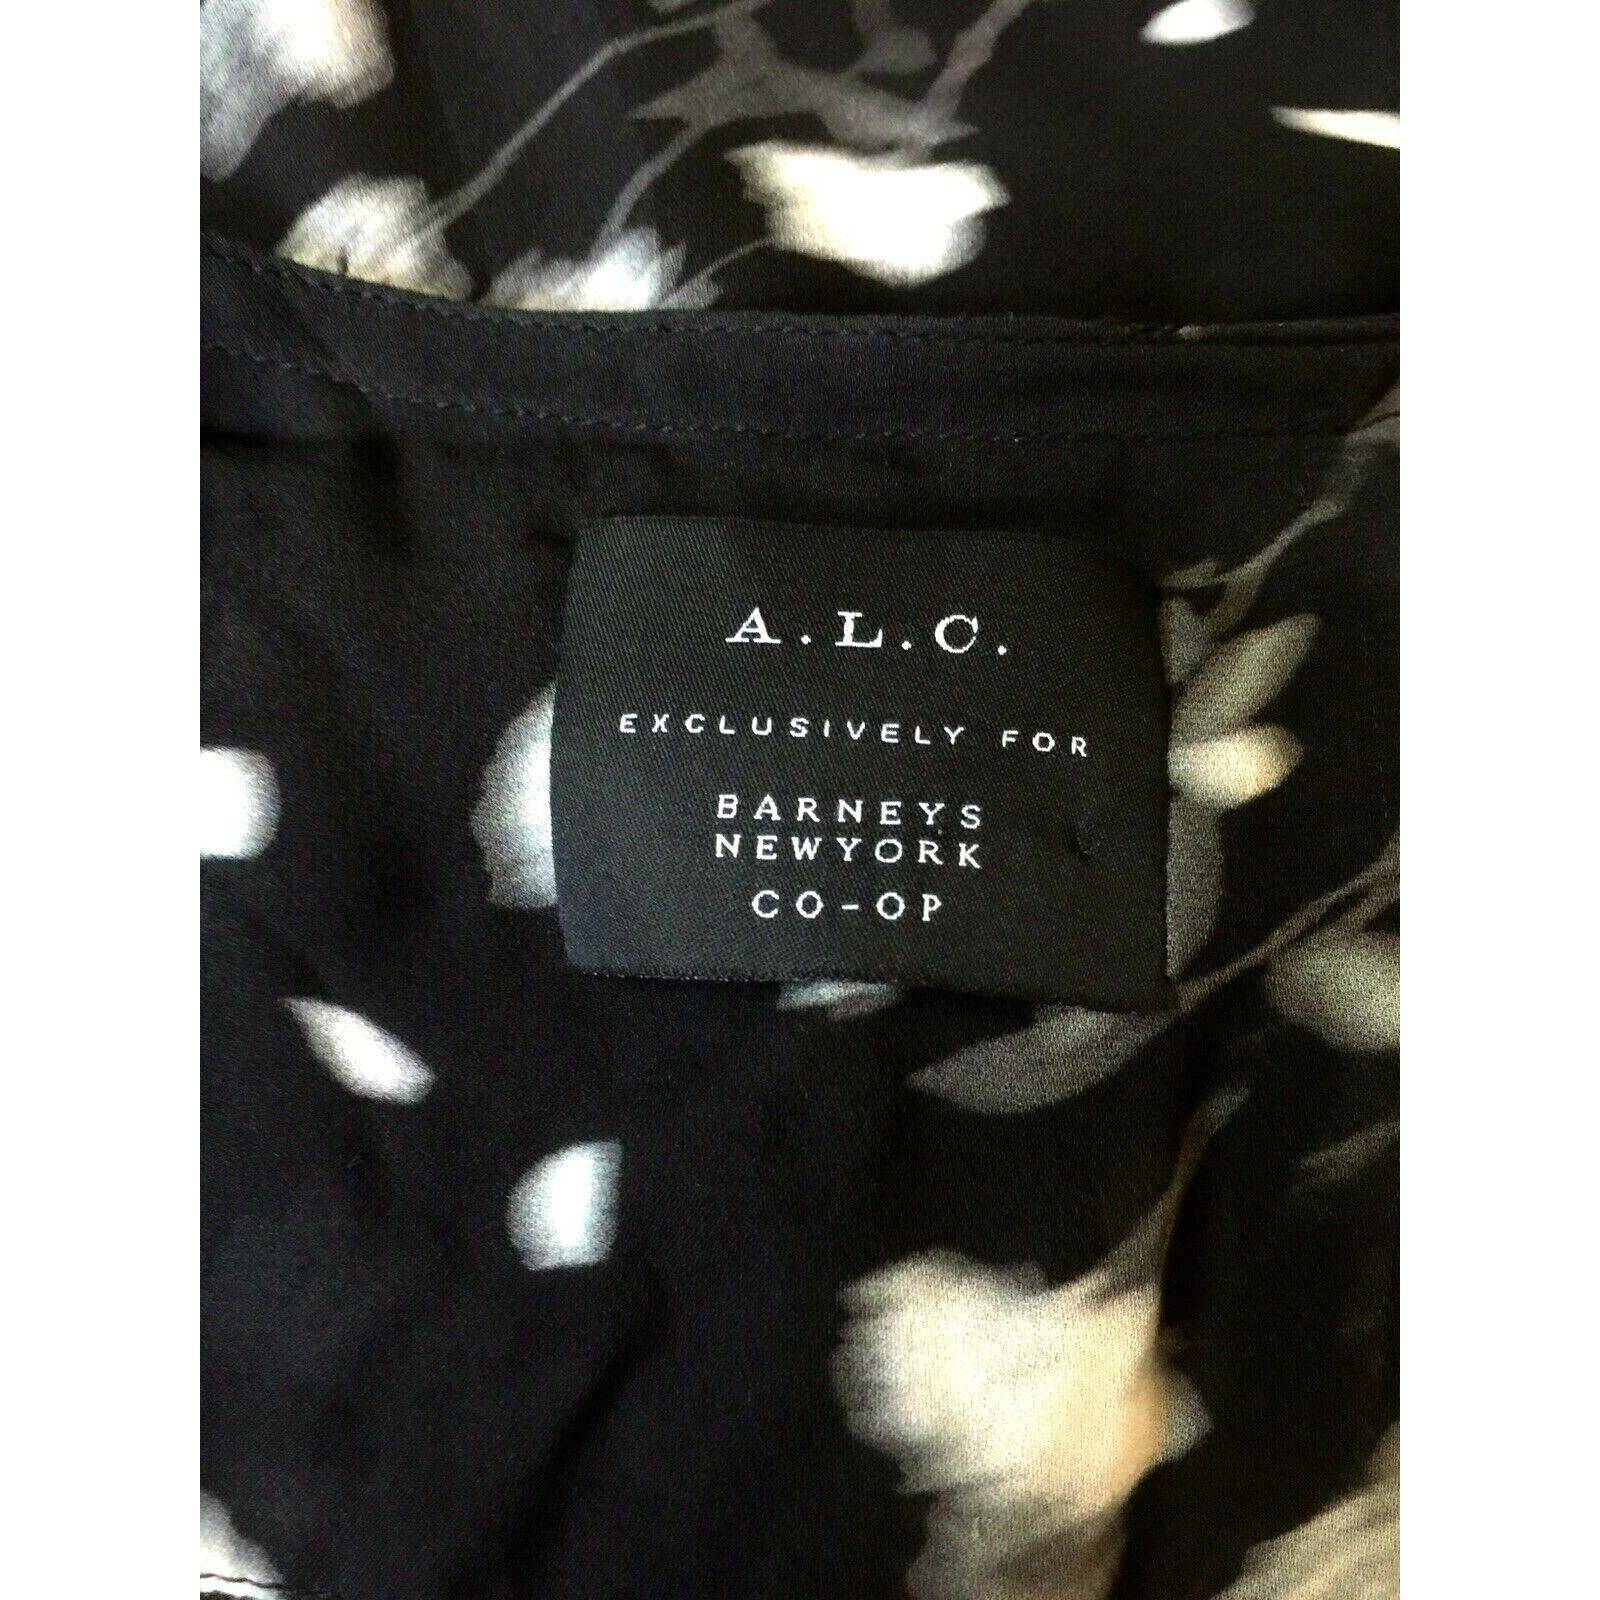 A.L.C.
EXCLUSIVELY FOR
BARNEYS
NEWYORK
CO-OP